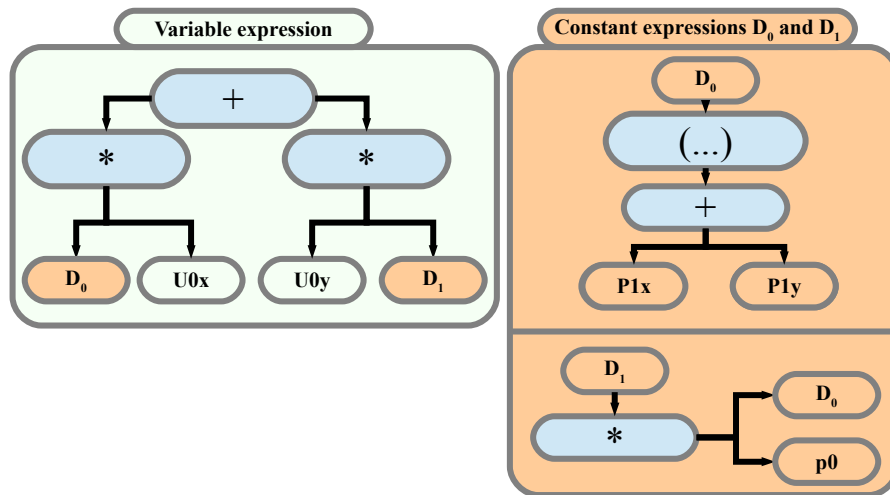 Variable expression
+
*
*
D₀
U0x
U0y
D₁
Constant expressions D₀ and D₁
D₀
(...)
+
P1x
P1y
D₁
*
D₀
p0